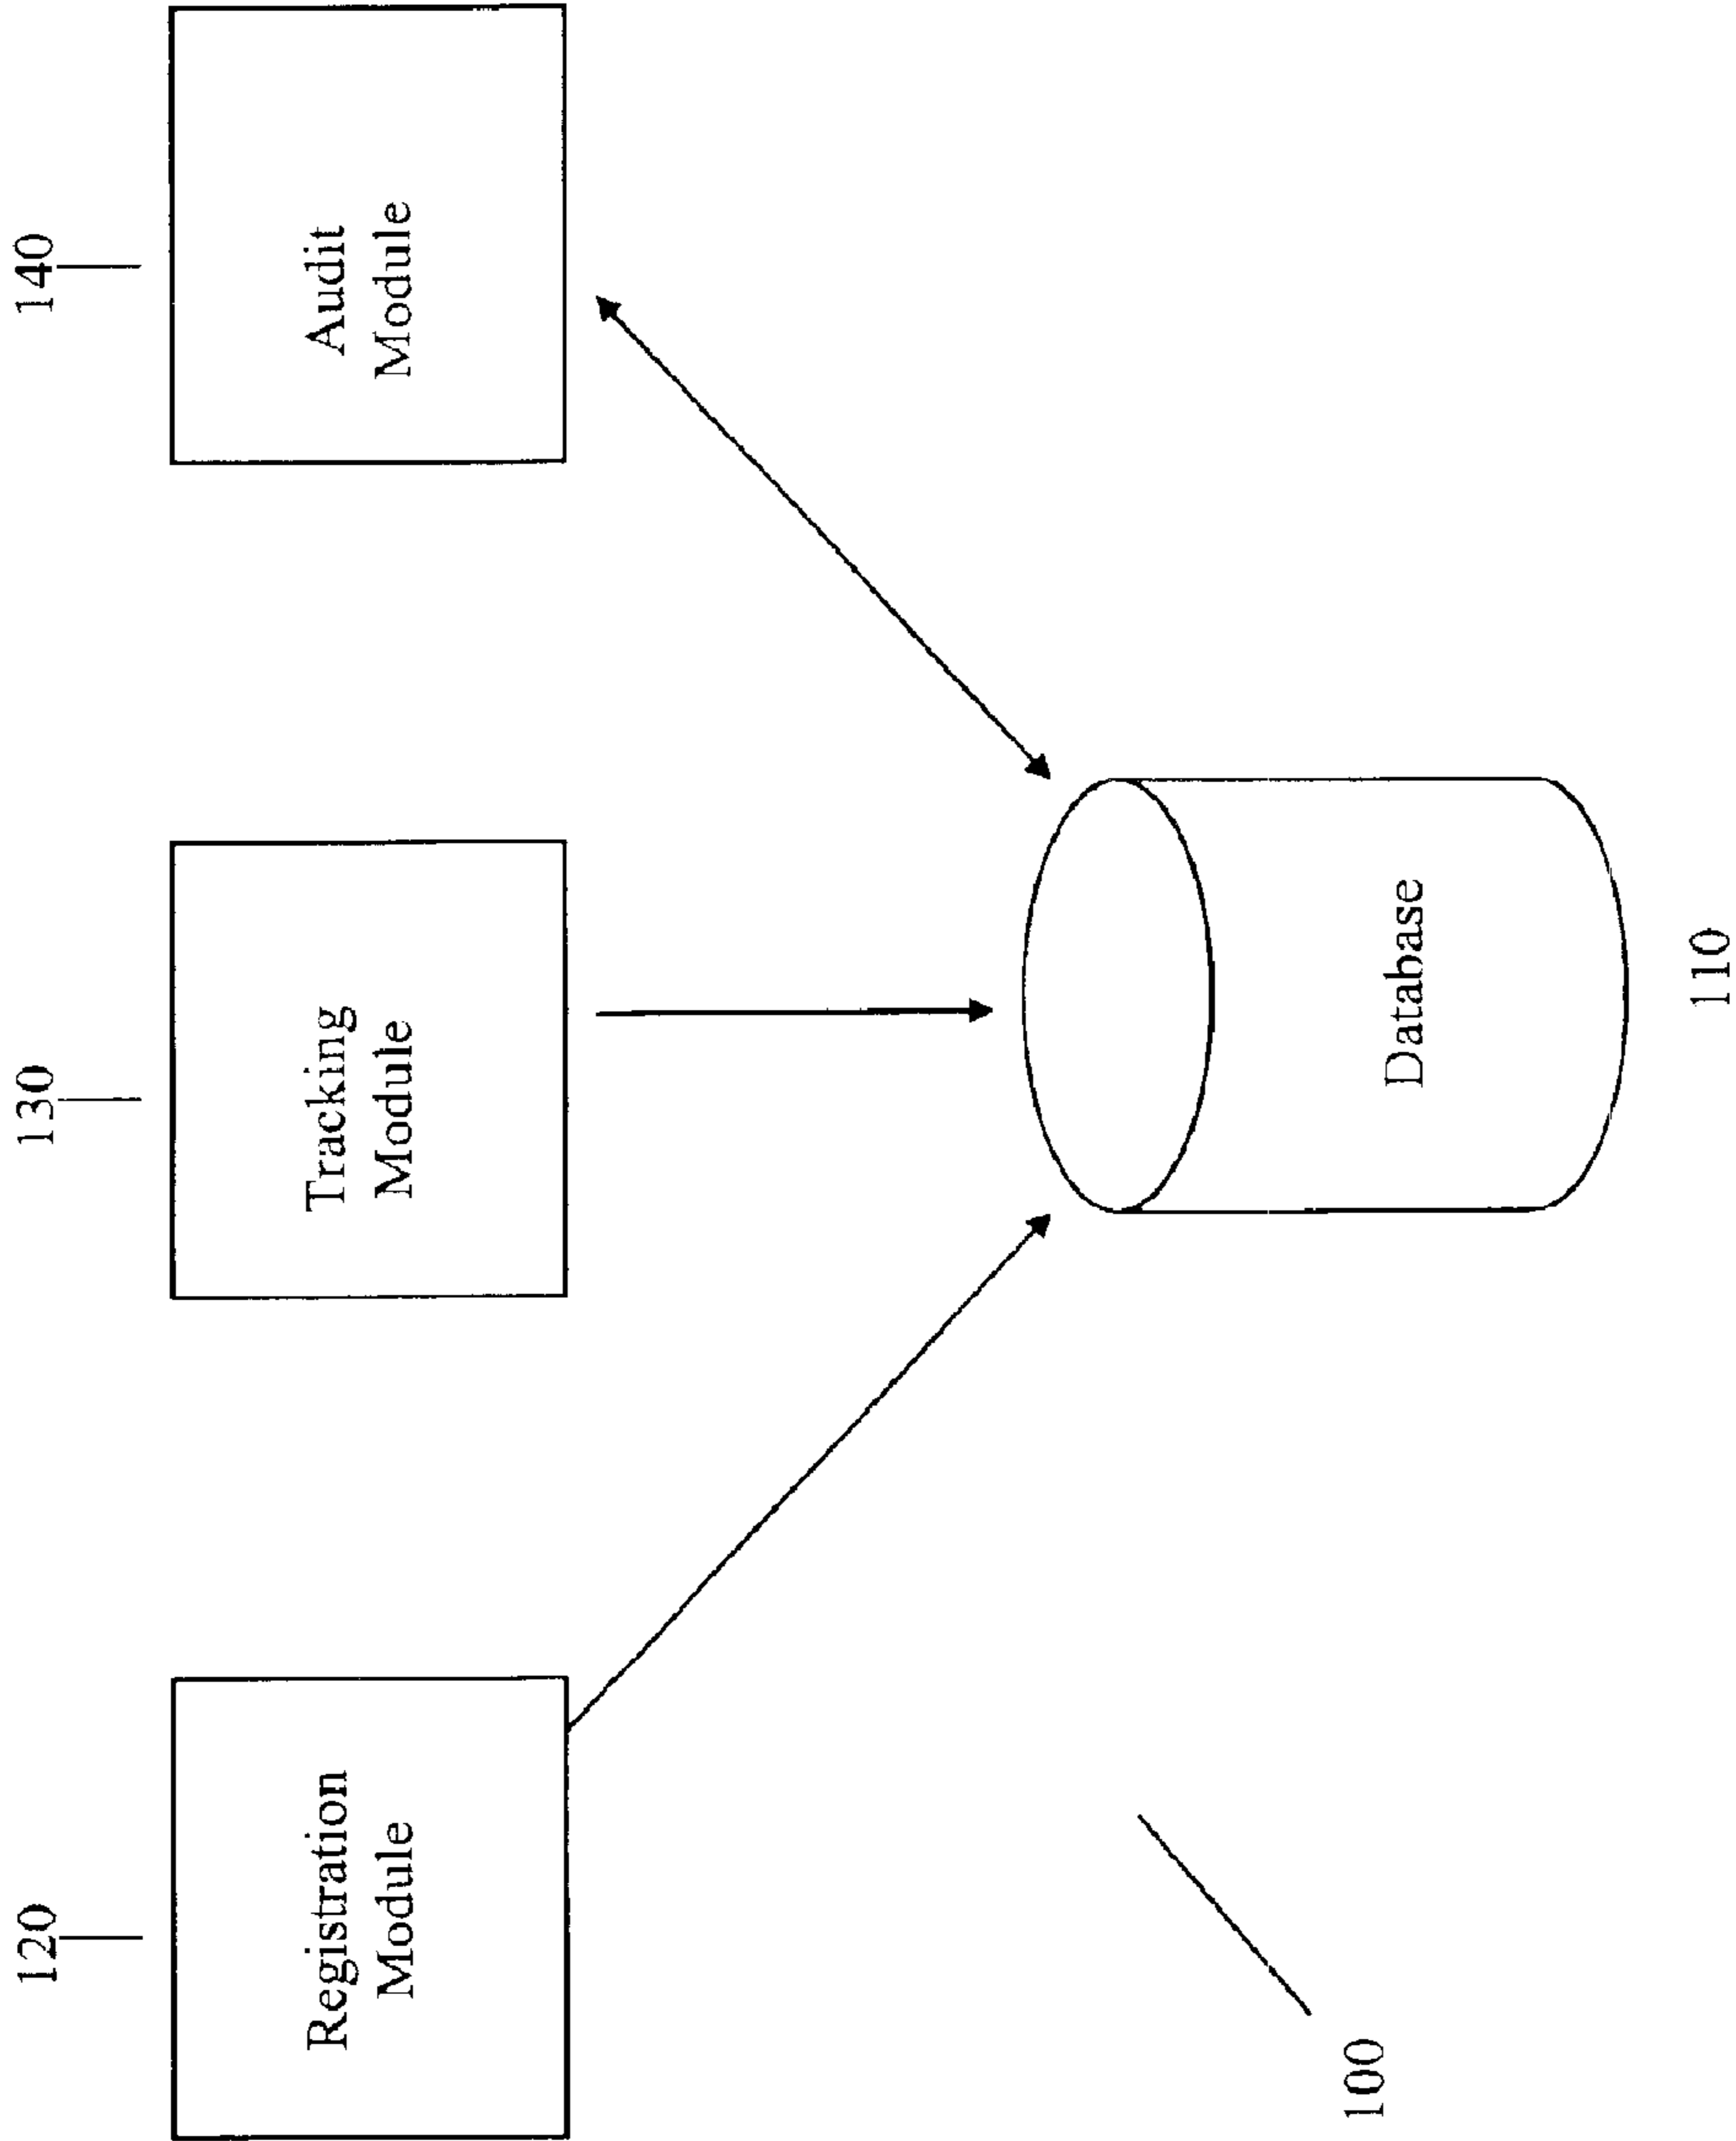 120
130
140
Registration
Module
Tracking
Module
Audit
Module
Database
100
110